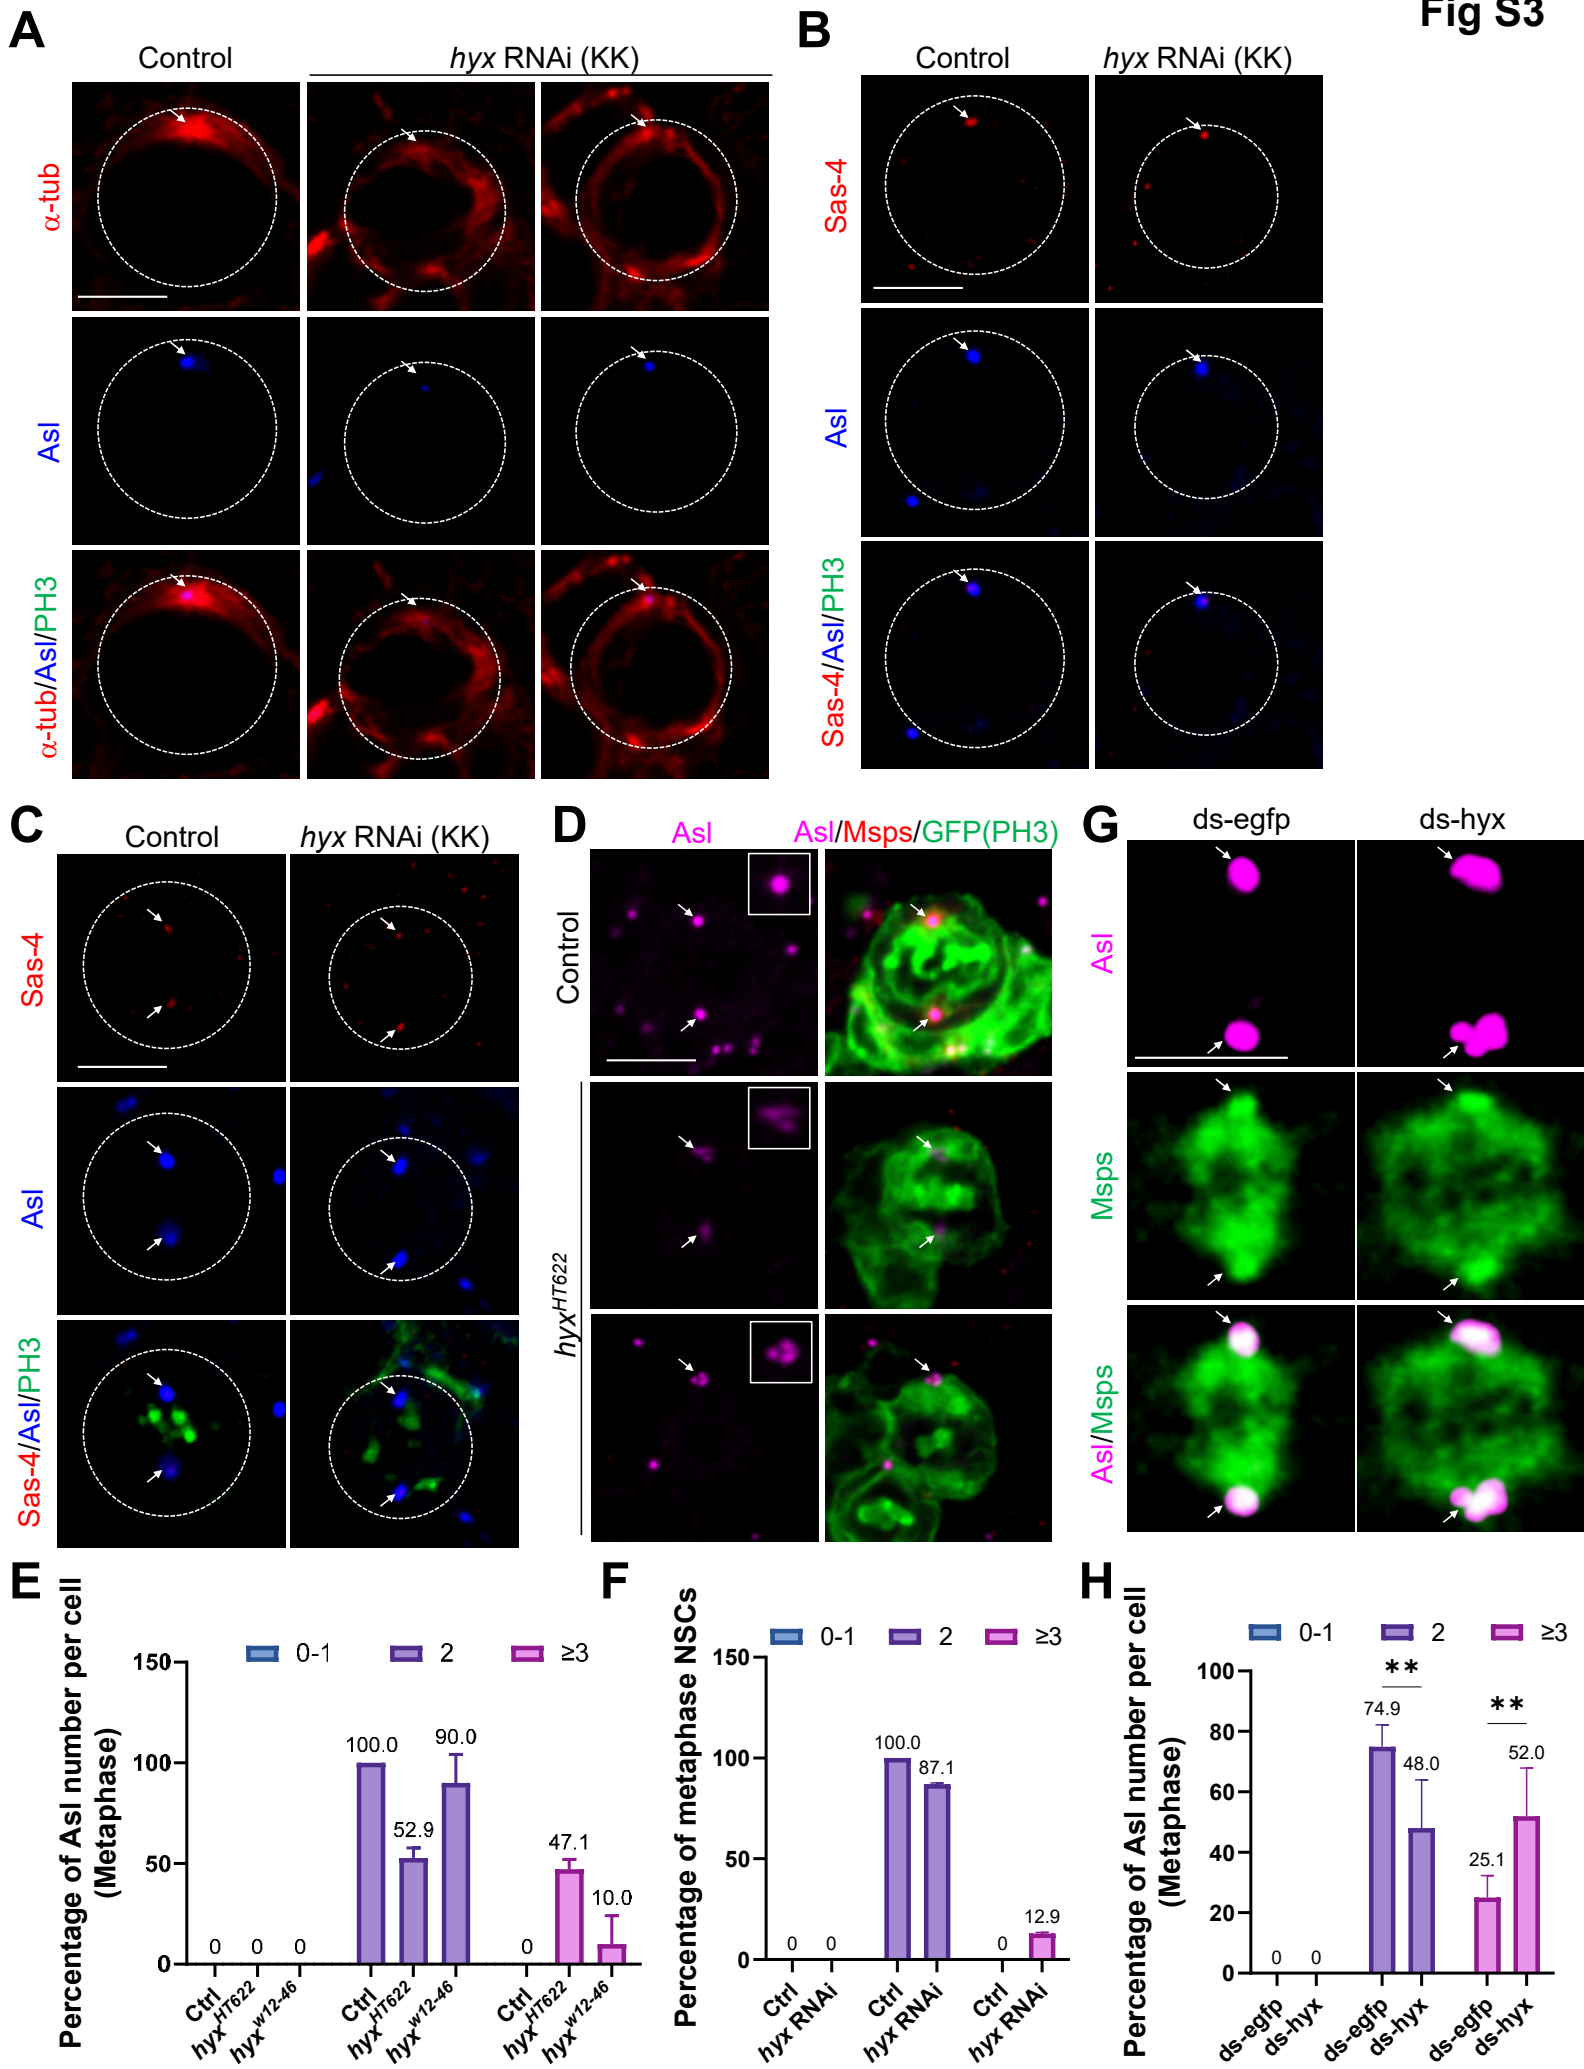 Fig S3
A
Control
hyx RNAi (KK)
α-tub
Asl
α-tub/Asl/PH3
B
Control
hyx RNAi (KK)
Sas-4
Asl
Sas-4/Asl/PH3
C
Control
hyx RNAi (KK)
Sas-4
Asl
Sas-4/Asl/PH3
D
Asl
Asl/Msps/GFP(PH3)
Control
hyxHT622
G
ds-egfp
ds-hyx
Asl
Msps
Asl/Msps
E
Percentage of Asl number per cell
(Metaphase)
0-1
2
≥3
150
100
50
0
0
0
0
100.0
52.9
90.0
0
47.1
10.0
Ctrl
hyxHT622
hyxw12-46
Ctrl
hyxHT622
hyxw12-46
Ctrl
hyxHT622
hyxw12-46
F
Percentage of metaphase NSCs
0-1
2
≥3
150
100
50
0
0
0
100.0
87.1
0
12.9
Ctrl
hyx RNAi
Ctrl
hyx RNAi
Ctrl
hyx RNAi
H
Percentage of Asl number per cell
(Metaphase)
0-1
2
≥3
100
80
60
40
20
0
0
0
**
74.9
48.0
**
25.1
52.0
ds-egfp
ds-hyx
ds-egfp
ds-hyx
ds-egfp
ds-hyx